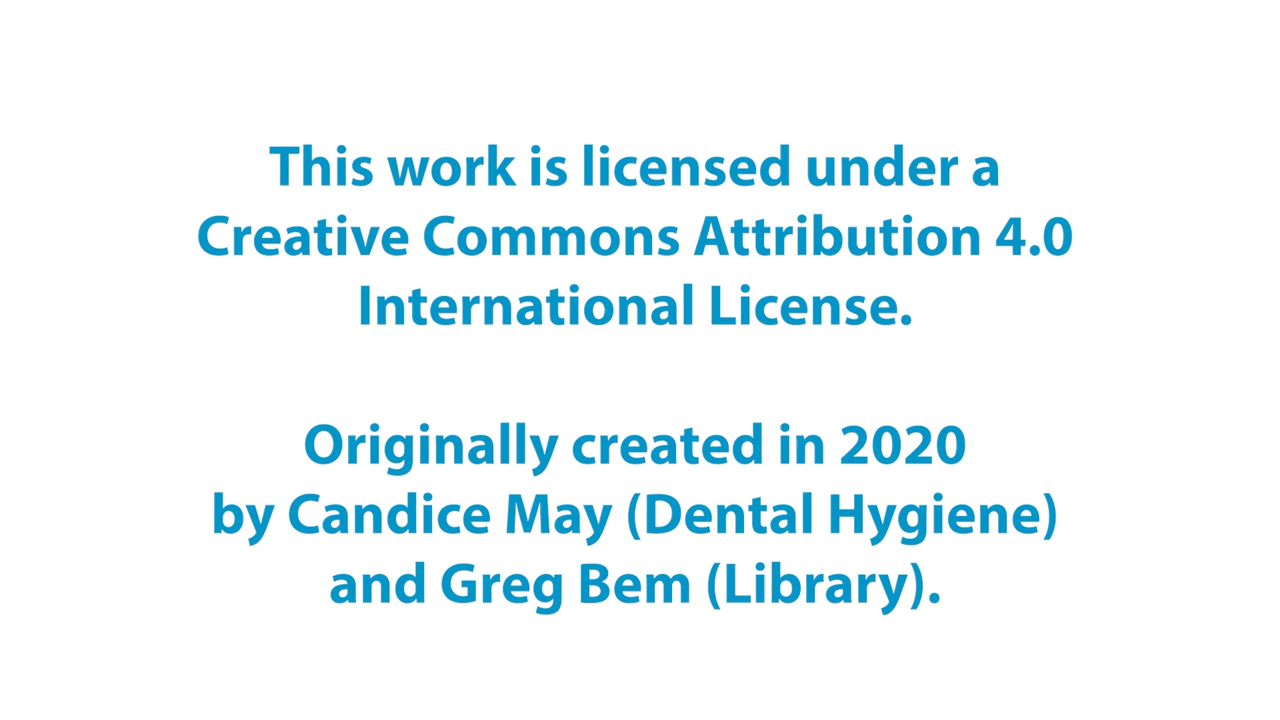 This work is licensed under a
Creative Commons Attribution 4.0
International License.
Originally created in 2020
by Candice May (Dental Hygiene)
and Greg Bem (Library).